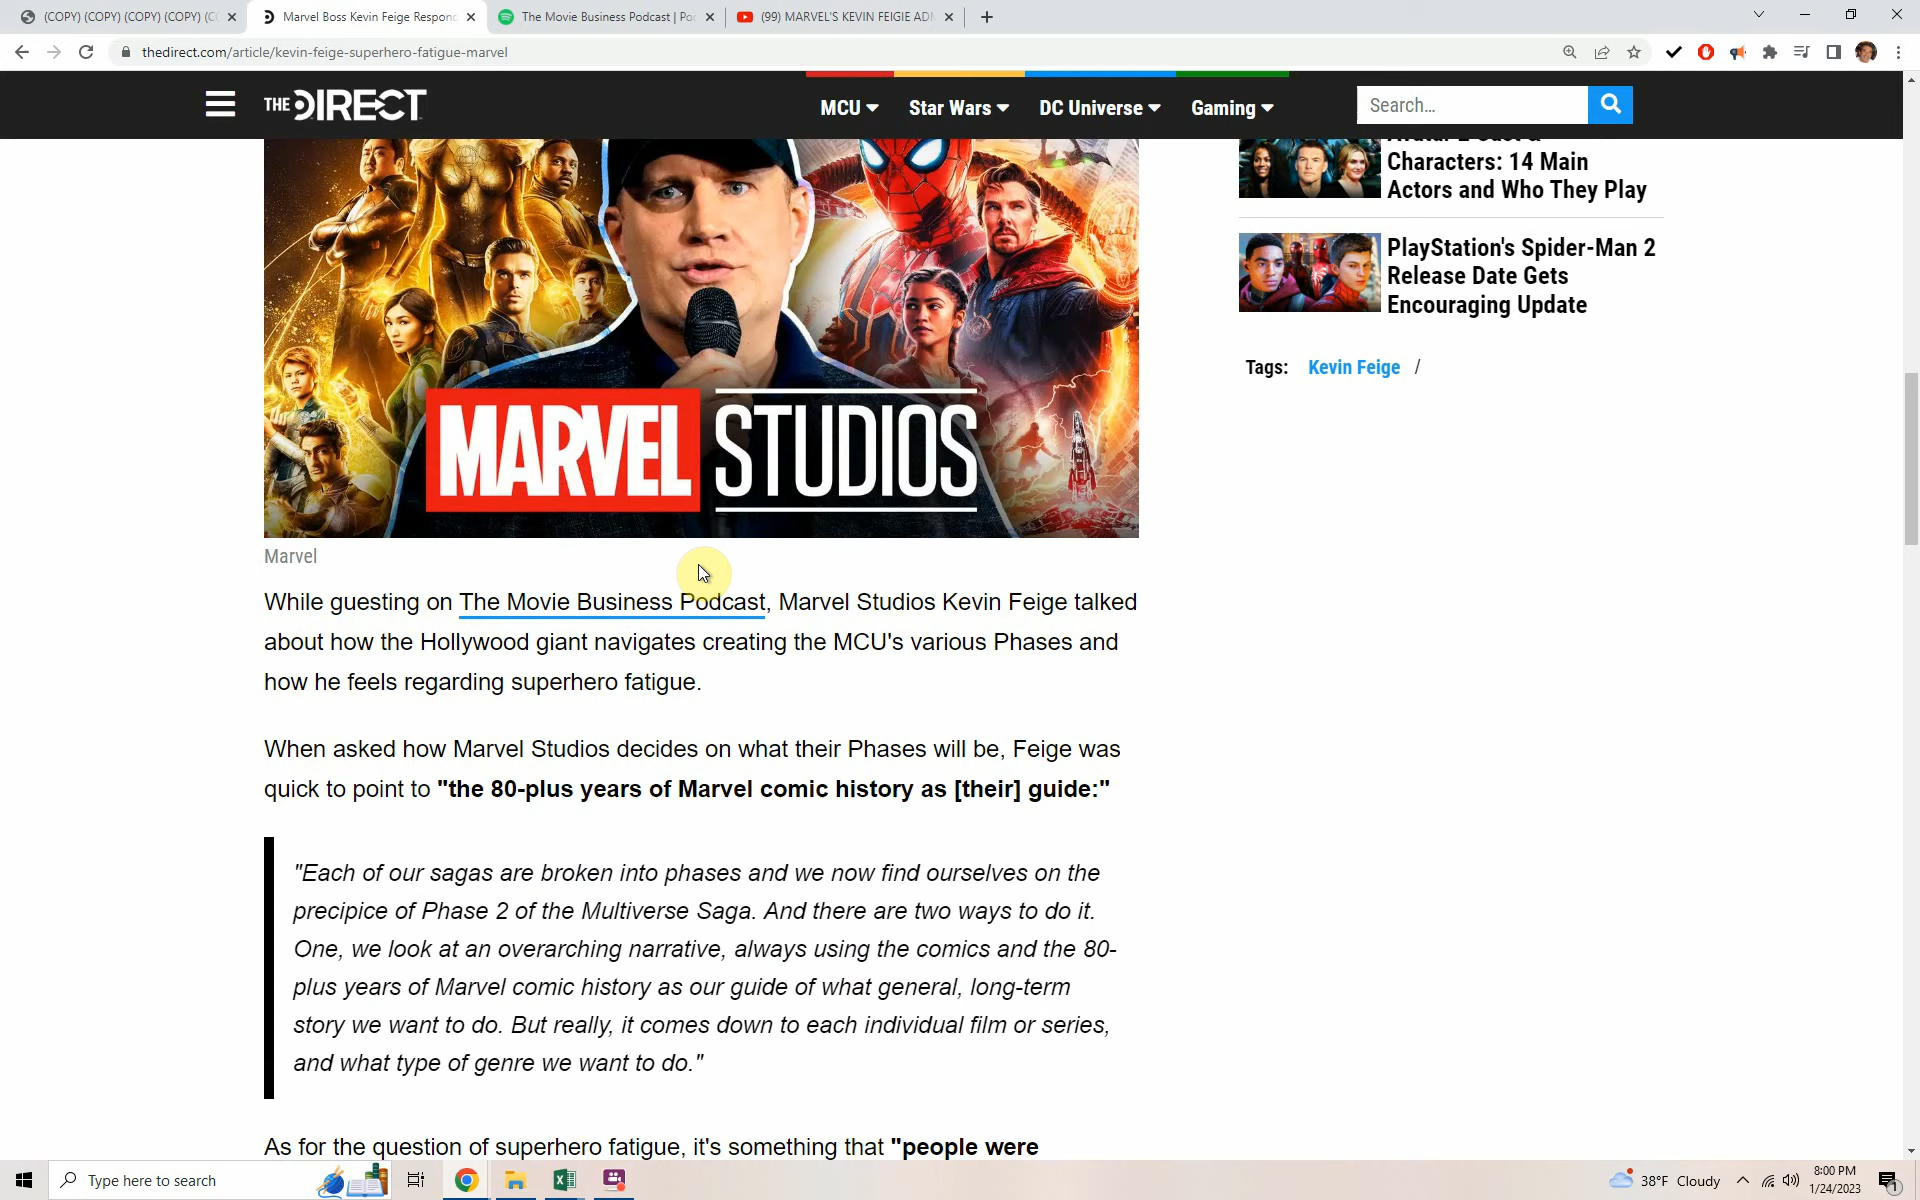 (COPY) (COPY) (COPY) (COPY) (C
Marvel Boss Kevin Feige Respon
The Movie Business Podcast | Po
(99) MARVEL'S KEVIN FEIGIE ADM
thedirect.com/article/kevin-feige-superhero-fatigue-marvel
THE DIRECT
MCU
Star Wars
DC Universe
Gaming
Search...
Characters: 14 Main
Actors and Who They Play
PlayStation's Spider-Man 2
Release Date Gets
Encouraging Update
Tags: Kevin Feige /
MARVEL STUDIOS
Marvel
While guesting on The Movie Business Podcast, Marvel Studios Kevin Feige talked
about how the Hollywood giant navigates creating the MCU's various Phases and
how he feels regarding superhero fatigue.
When asked how Marvel Studios decides on what their Phases will be, Feige was
quick to point to "the 80-plus years of Marvel comic history as [their] guide:"
"Each of our sagas are broken into phases and we now find ourselves on the
precipice of Phase 2 of the Multiverse Saga. And there are two ways to do it.
One, we look at an overarching narrative, always using the comics and the 80-
plus years of Marvel comic history as our guide of what general, long-term
story we want to do. But really, it comes down to each individual film or series,
and what type of genre we want to do."
As for the question of superhero fatigue, it's something that "people were
Type here to search
38°F Cloudy
8:00 PM
1/24/2023
1